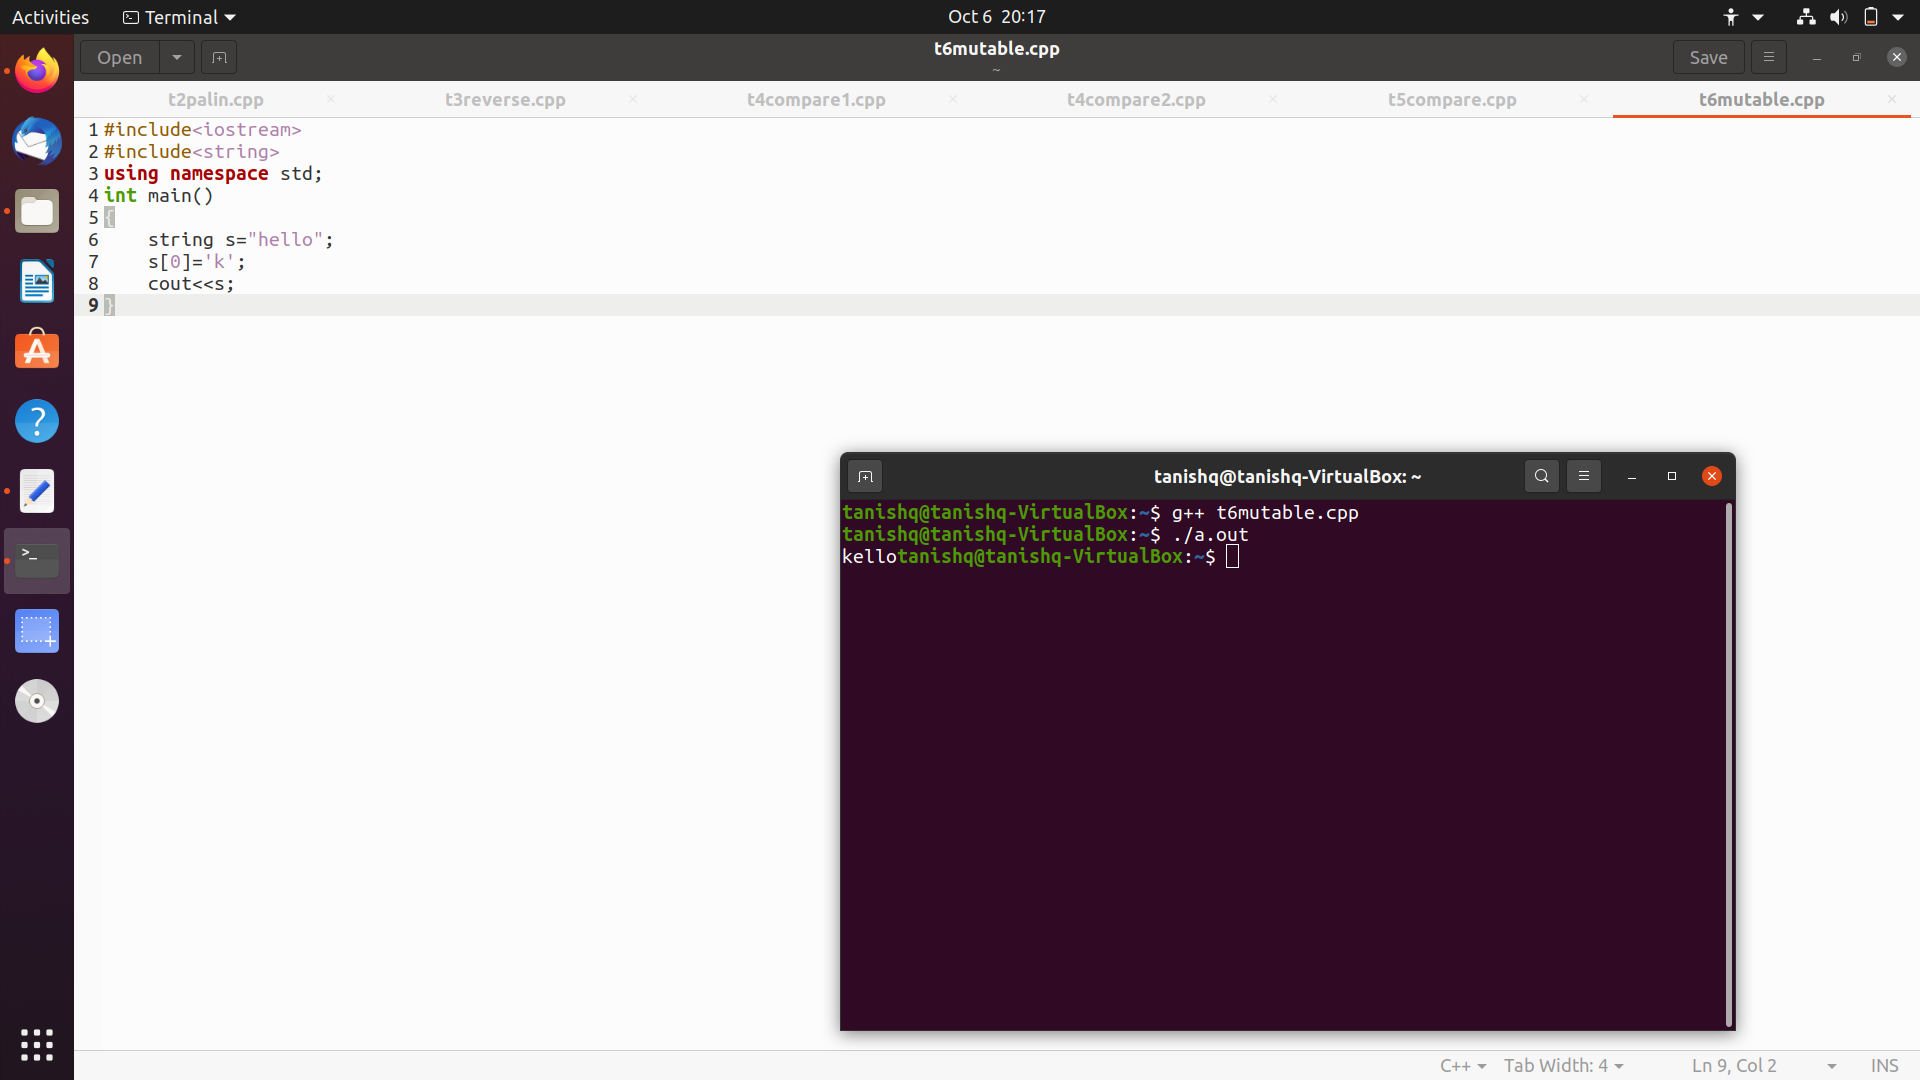 Activities Terminal Oct 6 20:17
Open t6mutable.cpp Save
~
t2palin.cpp t3reverse.cpp t4compare1.cpp t4compare2.cpp t5compare.cpp t6mutable.cpp
1 #include<iostream>
2 #include<string>
3 using namespace std;
4 int main()
5 {
6     string s="hello";
7     s[0]='k';
8     cout<<s;
9 }
tanishq@tanishq-VirtualBox: ~
tanishq@tanishq-VirtualBox:~$ g++ t6mutable.cpp
tanishq@tanishq-VirtualBox:~$ ./a.out
kellotanishq@tanishq-VirtualBox:~$
C++ Tab Width: 4 Ln 9, Col 2 INS